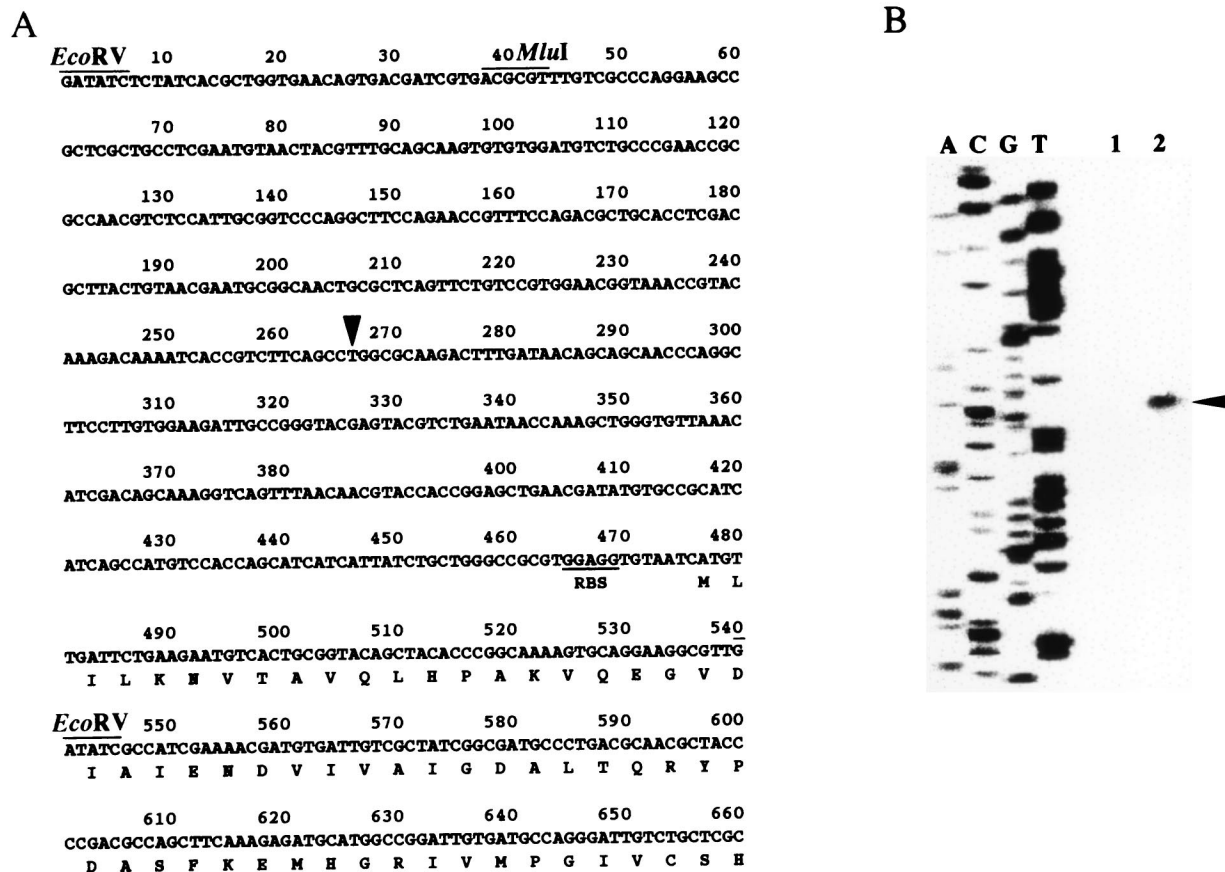 A
EcoRV 10 20 30 40 MluI 50 60
GATATCTCTATCACGCTGGTGAACAGTGACGATCGTGACGCGTTTGTCGCCCAGGAAGCC
70 80 90 100 110 120
GCTCGCTGCCTCGAATGTAACTACGTTTGCAGCAAGTGTGTGGATGTCTGCCCGAACCGC
130 140 150 160 170 180
GCCAACGTCTCCATTGCGGTCCCAGGCTTCCAGAACCGTTTCCAGACGCTGCACCTCGAC
190 200 210 220 230 240
GCTTACTGTAACGAATGCGGCAACTGCGCTCAGTTCTGTCCGTGGAACGGTAAACCGTAC
250 260 270 280 290 300
AAAGACAAAATCACCGTCTTCAGCCTGGCGCAAGACTTTGATAACAGCAGCAACCCAGGC
310 320 330 340 350 360
TTCCTTGTGGAAGATTGCCGGGTACGAGTACGTCTGAATAACCAAAGCTGGGTGTTAAAC
370 380 400 410 420
ATCGACAGCAAAGGTCAGTTTAACAACGTACCACCGGAGCTGAACGATATGTGCCGCATC
430 440 450 460 470 480
ATCAGCCATGTCCACCAGCATCATCATTATCTGCTGGGCCGCGTGGAGGTGTAATCATGT
RBS M L
490 500 510 520 530 540
TGATTCTGAAGAATGTCACTGCGGTACAGCTACACCCGGCAAAAGTGCAGGAAGGCGTTG
I L K N V T A V Q L H P A K V Q E G V D
EcoRV 550 560 570 580 590 600
ATATCGCCATCGAAAACGATGTGATTGTCGCTATCGGCGATGCCCTGACGCAACGCTACC
I A I E N D V I V A I G D A L T Q R Y P
610 620 630 640 650 660
CCGACGCCAGCTTCAAAGAGATGCATGGCCGGATTGTGATGCCAGGGATTGTCTGCTCGC
D A S F K E M H G R I V M P G I V C S H
B
A C G T 1 2